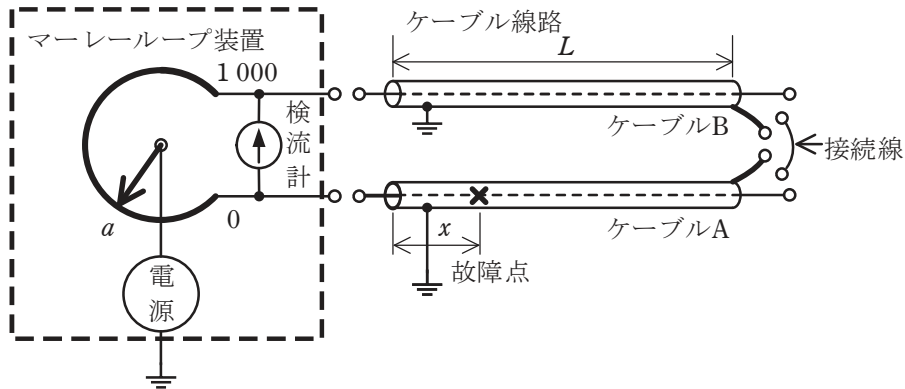 マーレーループ装置
1 000
検流計
a
0
電源
ケーブル線路
L
ケーブルB
接続線
x
ケーブルA
故障点